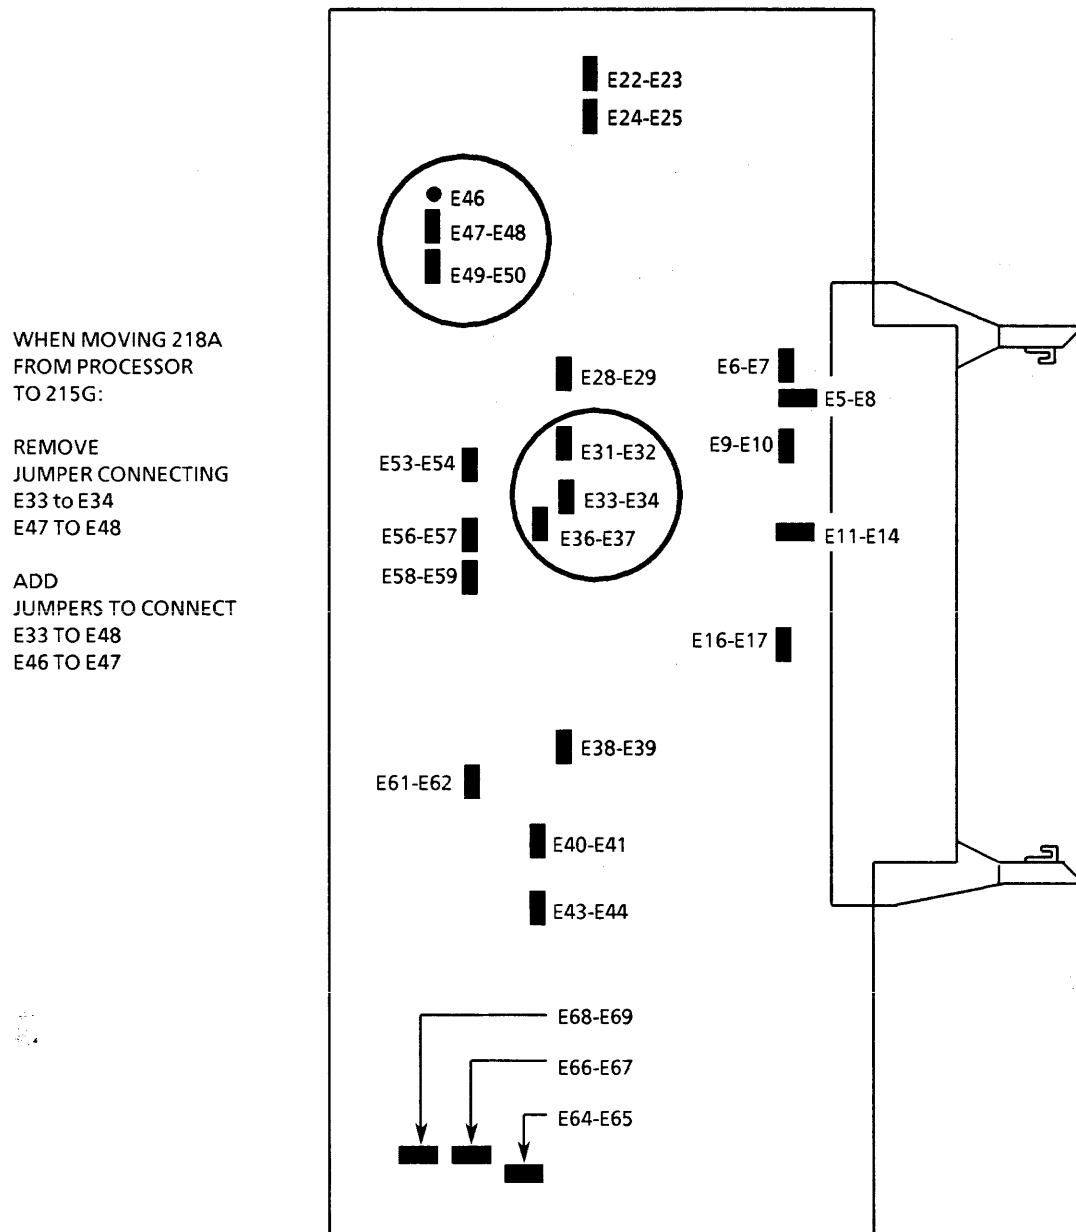 E22-E23
E24-E25
E46
E47-E48
E49-E50
WHEN MOVING 218A
FROM PROCESSOR
TO 215G:
REMOVE
JUMPER CONNECTING
E33 to E34
E47 TO E48
ADD
JUMPERS TO CONNECT
E33 TO E48
E46 TO E47
E28-E29
E6-E7
E5-E8
E31-E32
E9-E10
E53-E54
E33-E34
E56-E57
E36-E37
E11-E14
E58-E59
E16-E17
E38-E39
E61-E62
E40-E41
E43-E44
E68-E69
E66-E67
E64-E65